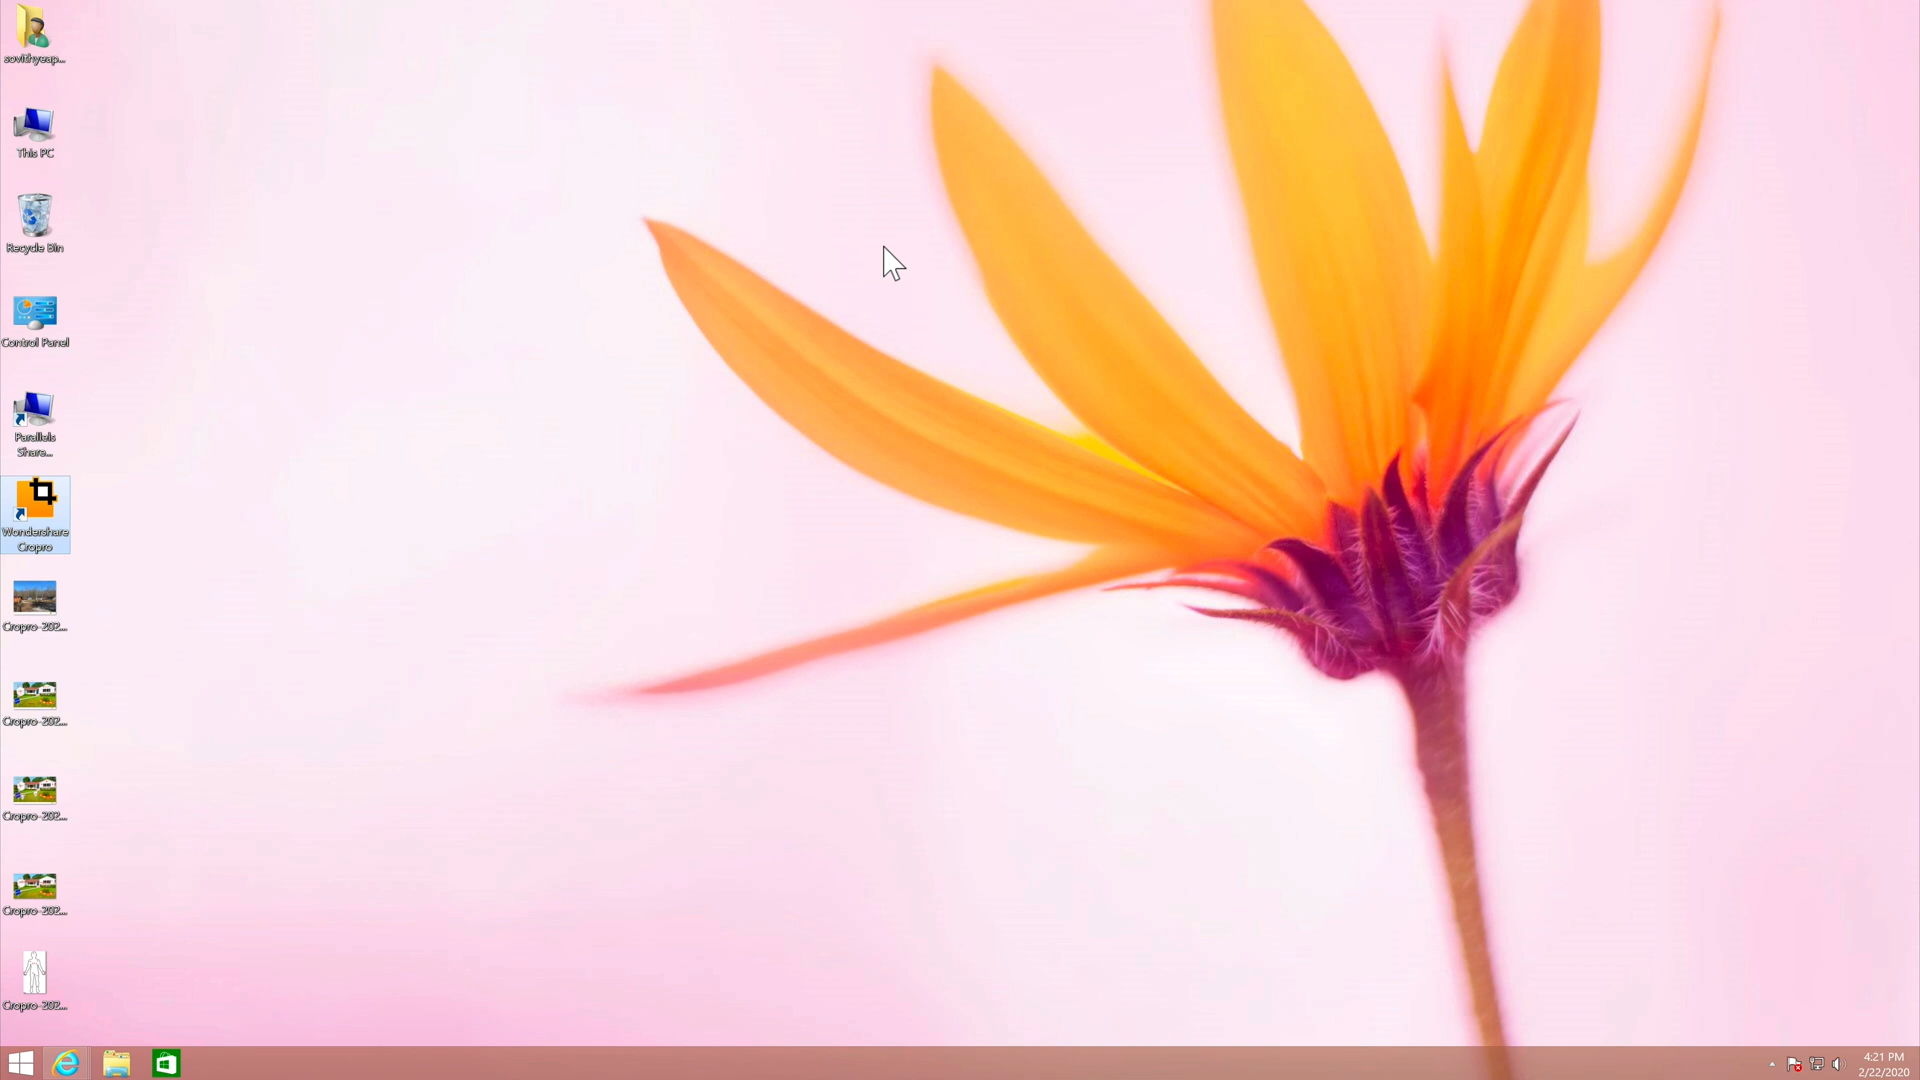 sovithyeap...
This PC
Recycle Bin
Control Panel
Parallels
Share...
Wondershare
Cropro
Cropro-202...
Cropro-202...
Cropro-202...
Cropro-202...
Cropro-202...
4:21 PM
2/22/2020